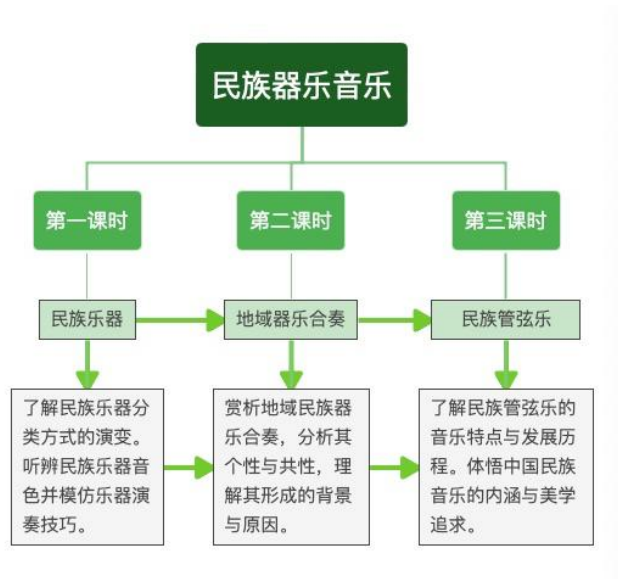 民族器乐音乐
第一课时
第二课时
第三课时
民族乐器
地域器乐合奏
民族管弦乐
了解民族乐器分
类方式的演变。
听辨民族乐器音
色并模仿乐器演
奏技巧。
赏析地域民族器
乐合奏，分析其
个性与共性，理
解其形成的背景
与原因。
了解民族管弦乐的
音乐特点与发展历
程。体悟中国民族
音乐的内涵与美学
追求。